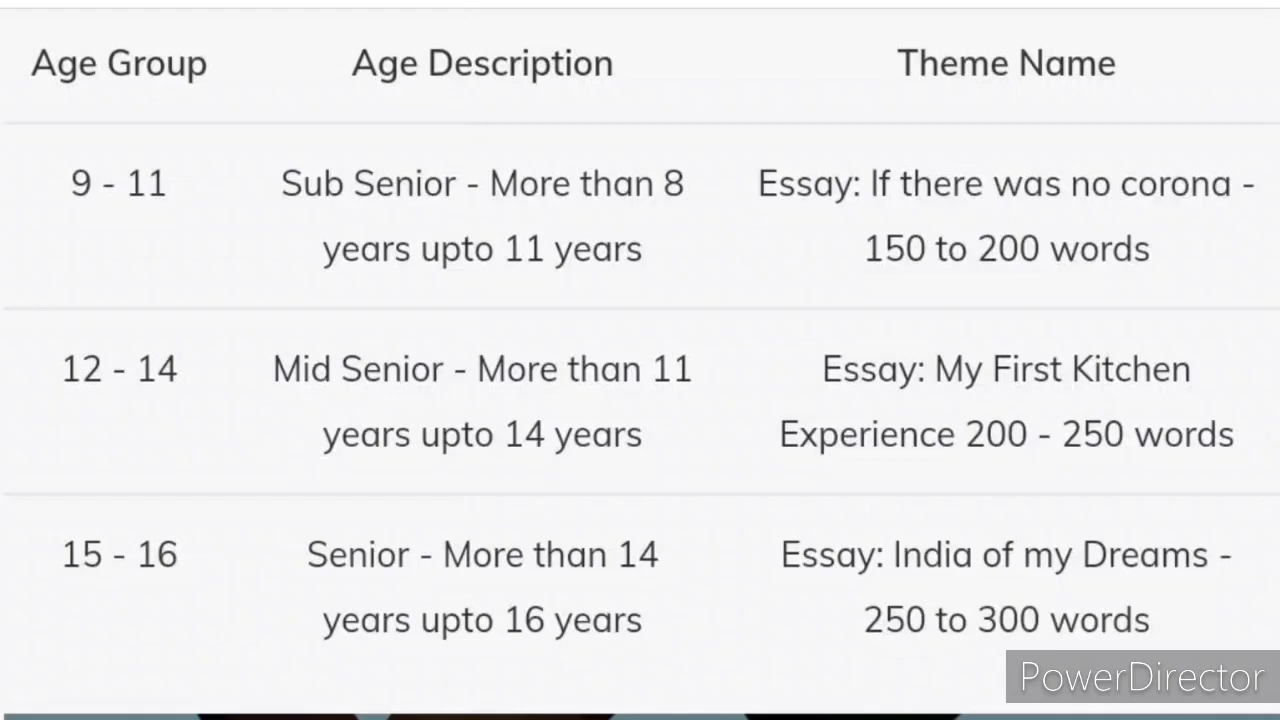 Age Group Age Description Theme Name
9 - 11 Sub Senior - More than 8 Essay: If there was no corona -
years upto 11 years 150 to 200 words
12 - 14 Mid Senior - More than 11 Essay: My First Kitchen
years upto 14 years Experience 200 - 250 words
15 - 16 Senior - More than 14 Essay: India of my Dreams -
years upto 16 years 250 to 300 words
PowerDirector